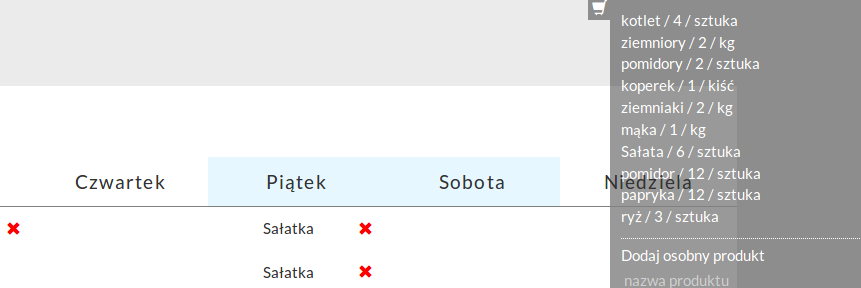 kotlet / 4 / sztuka
ziemniory / 2 / kg
pomidory / 2 / sztuka
koperek / 1 / kiść
ziemniaki / 2 / kg
mąka / 1 / kg
Sałata / 6 / sztuka
pomidor / 12 / sztuka
papryka / 12 / sztuka
ryż / 3 / sztuka
Dodaj osobny produkt
nazwa produktu
Czwartek Piątek Sobota Niedziela
Sałatka
Sałatka